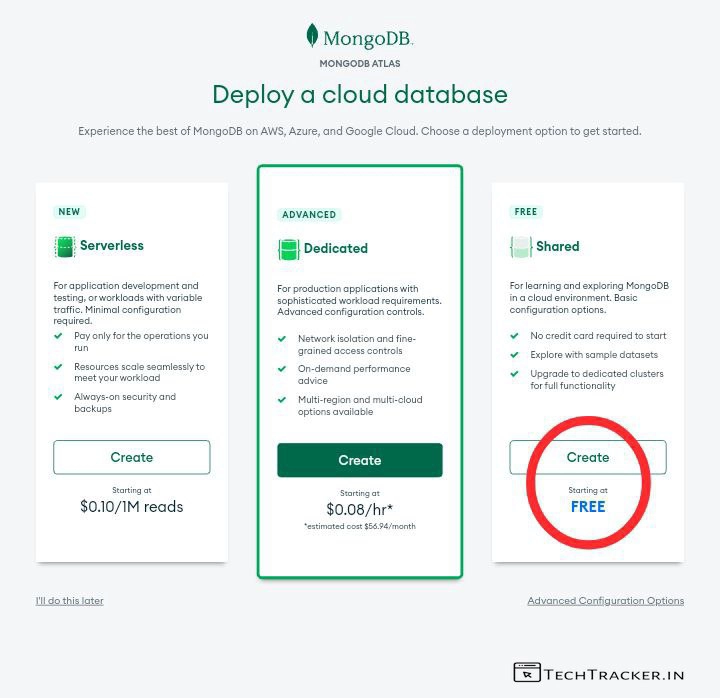 MongoDB.
MONGODB ATLAS
Deploy a cloud database
Experience the best of MongoDB on AWS, Azure, and Google Cloud. Choose a deployment option to get started.
NEW
Serverless
For application development and
testing, or workloads with variable
traffic. Minimal configuration
required.
Pay only for the operations you
run
Resources scale seamlessly to
meet your workload
Always-on security and
backups
Create
Starting at
$0.10/1M reads
ADVANCED
Dedicated
For production applications with
sophisticated workload requirements.
Advanced configuration controls.
Network isolation and fine-
grained access controls
On-demand performance
advice
Multi-region and multi-cloud
options available
Create
Starting at
$0.08/hr*
*estimated cost $56.94/month
FREE
Shared
For learning and exploring MongoDB
in a cloud environment. Basic
configuration options.
No credit card required to start
Explore with sample datasets
Upgrade to dedicated clusters
for full functionality
Create
Starting at
FREE
I'll do this later
Advanced Configuration Options
TECHTRACKER.IN